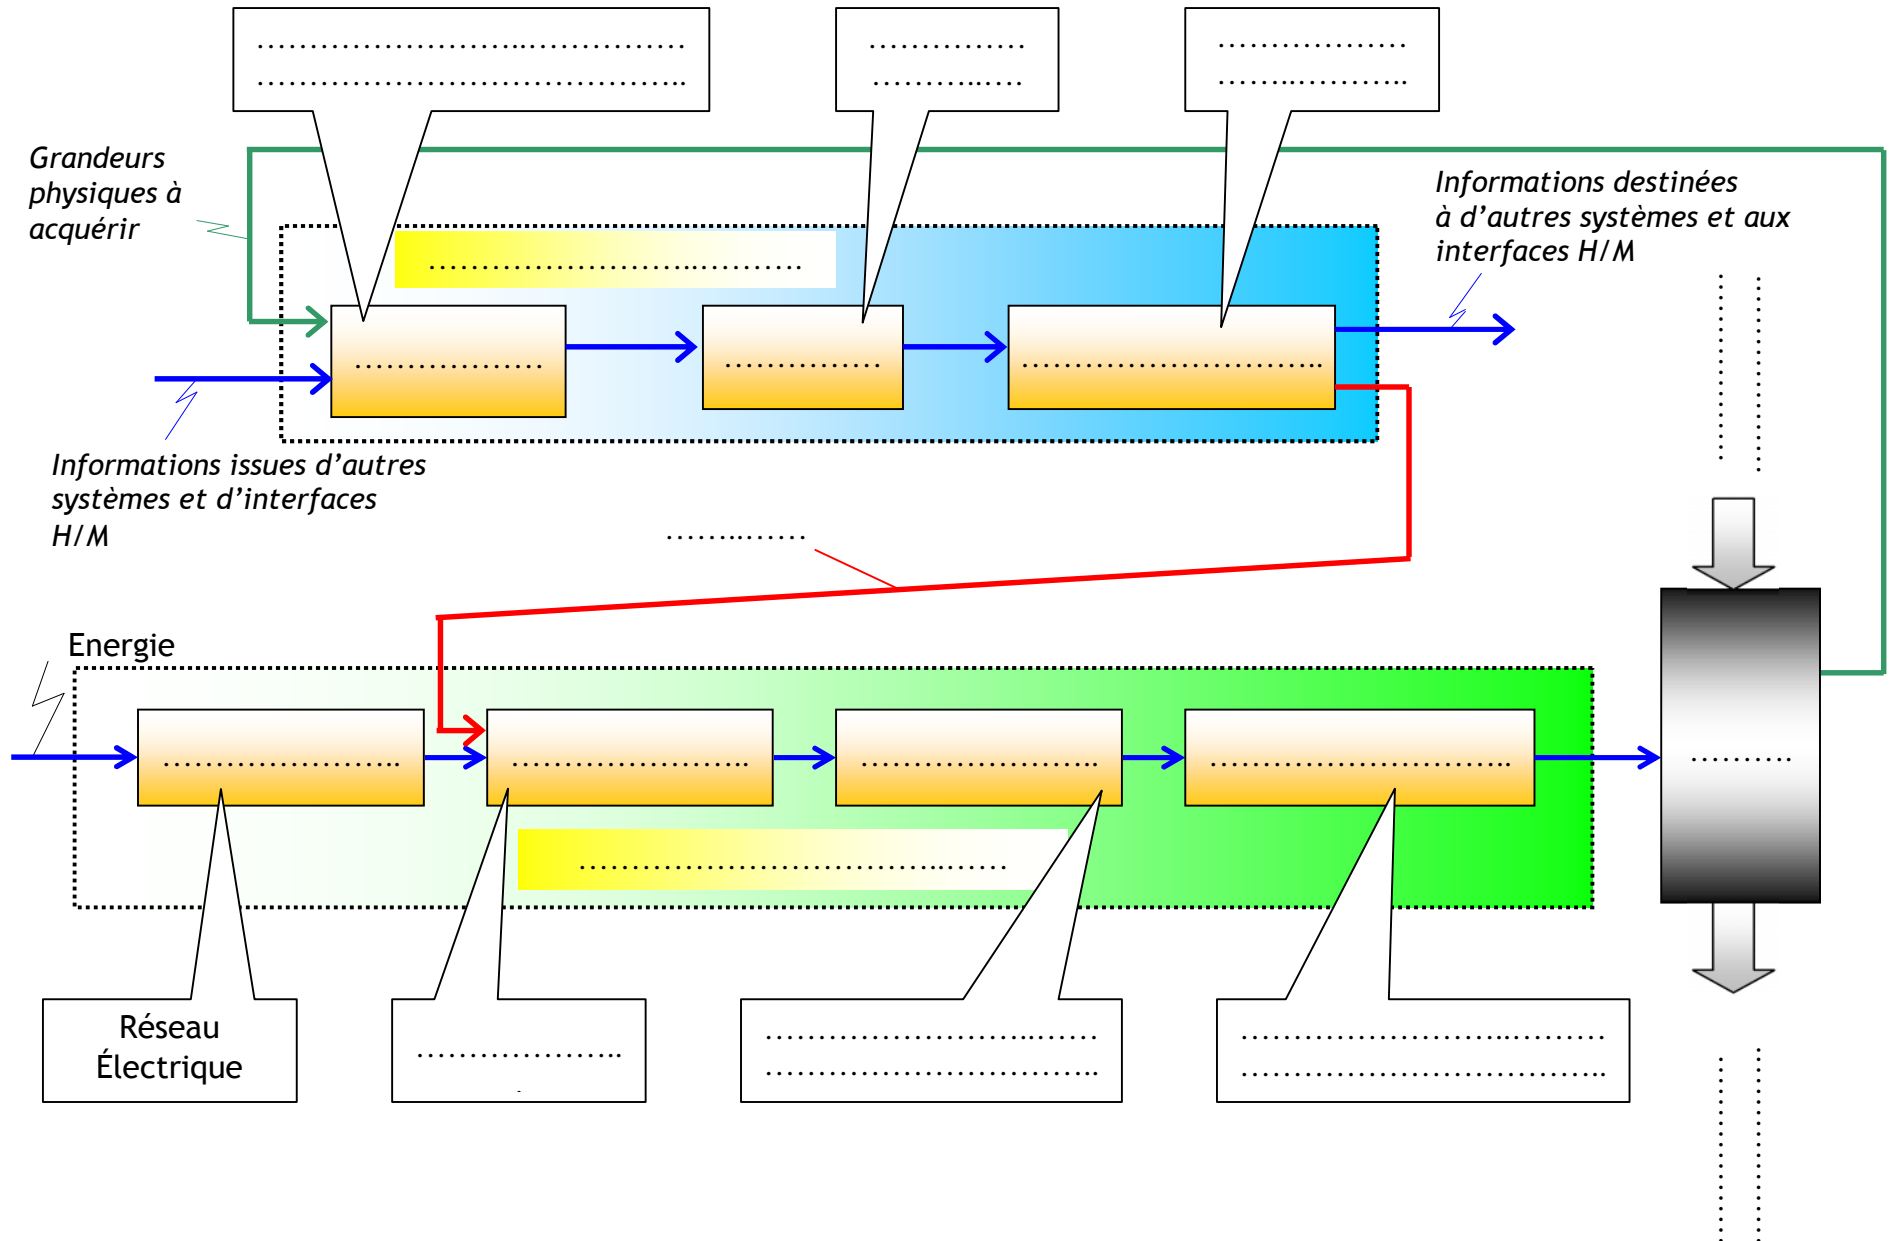 Grandeurs
physiques à
acquérir
Informations destinées
à d'autres systèmes et aux
interfaces H/M
Informations issues d'autres
systèmes et d'interfaces
H/M
Energie
Réseau
Électrique